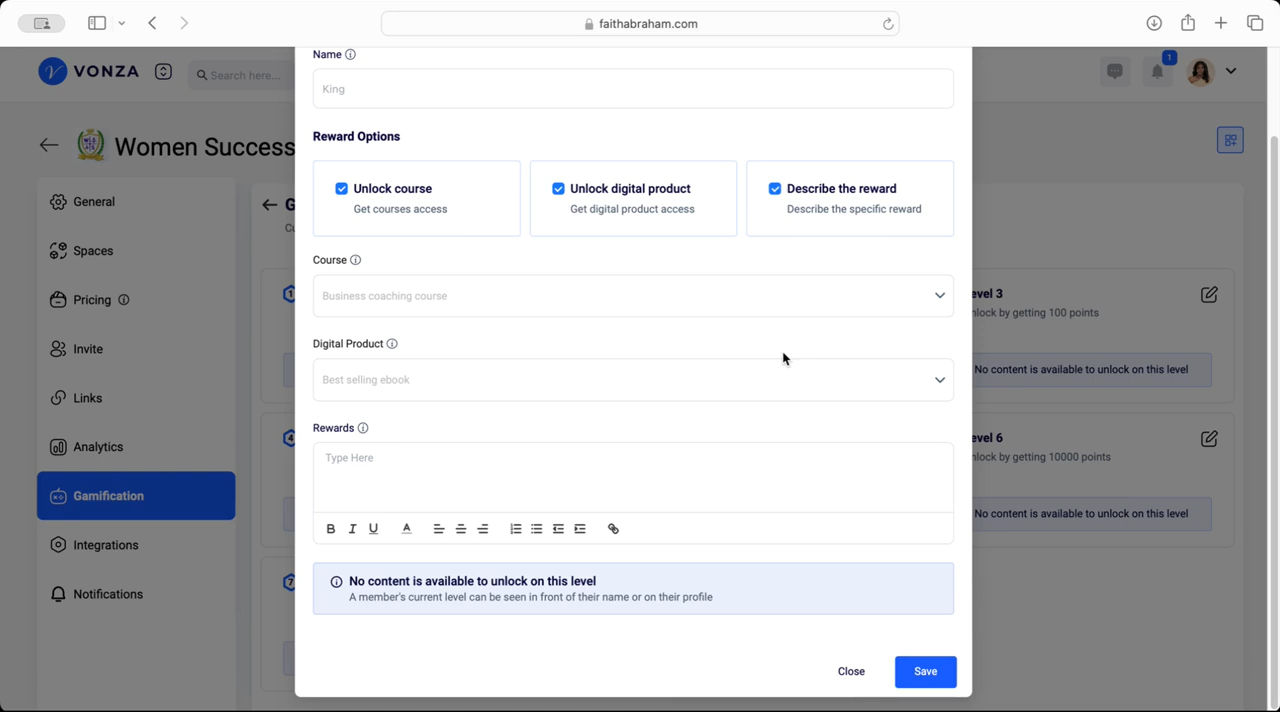 faithabraham.com
VONZA
Search here...
1
Women Success
General
Spaces
Pricing
Invite
Links
Analytics
Gamification
Integrations
Notifications
G
Cu
1
4
7
Name
King
Reward Options
Unlock course
Get courses access
Unlock digital product
Get digital product access
Describe the reward
Describe the specific reward
Course
Business coaching course
Digital Product
Best selling ebook
Rewards
Type Here
B I U A
No content is available to unlock on this level
A member's current level can be seen in front of their name or on their profile
Close
Save
evel 3
nlock by getting 100 points
No content is available to unlock on this level
evel 6
nlock by getting 10000 points
No content is available to unlock on this level